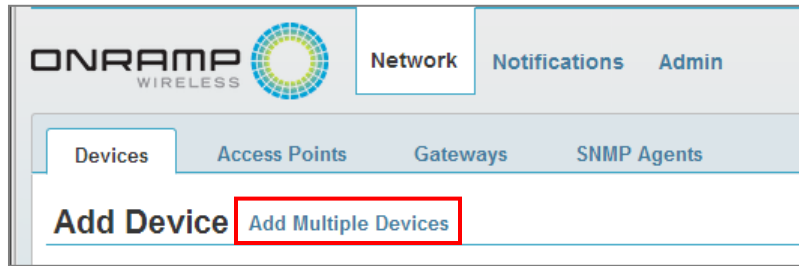 ONRAMP
WIRELESS
Network Notifications Admin
Devices Access Points Gateways SNMP Agents
Add Device Add Multiple Devices